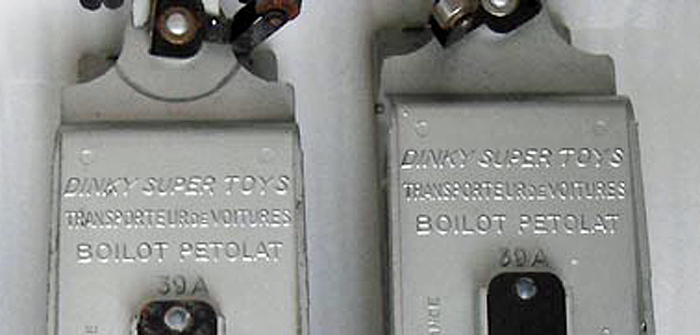 DINKY SUPER TOYS
TRANSPORTEUR DE VOITURES
BOILOT PETOLAT
39A
DINKY SUPER TOYS
TRANSPORTEUR DE VOITURES
BOILOT PETOLAT
39A